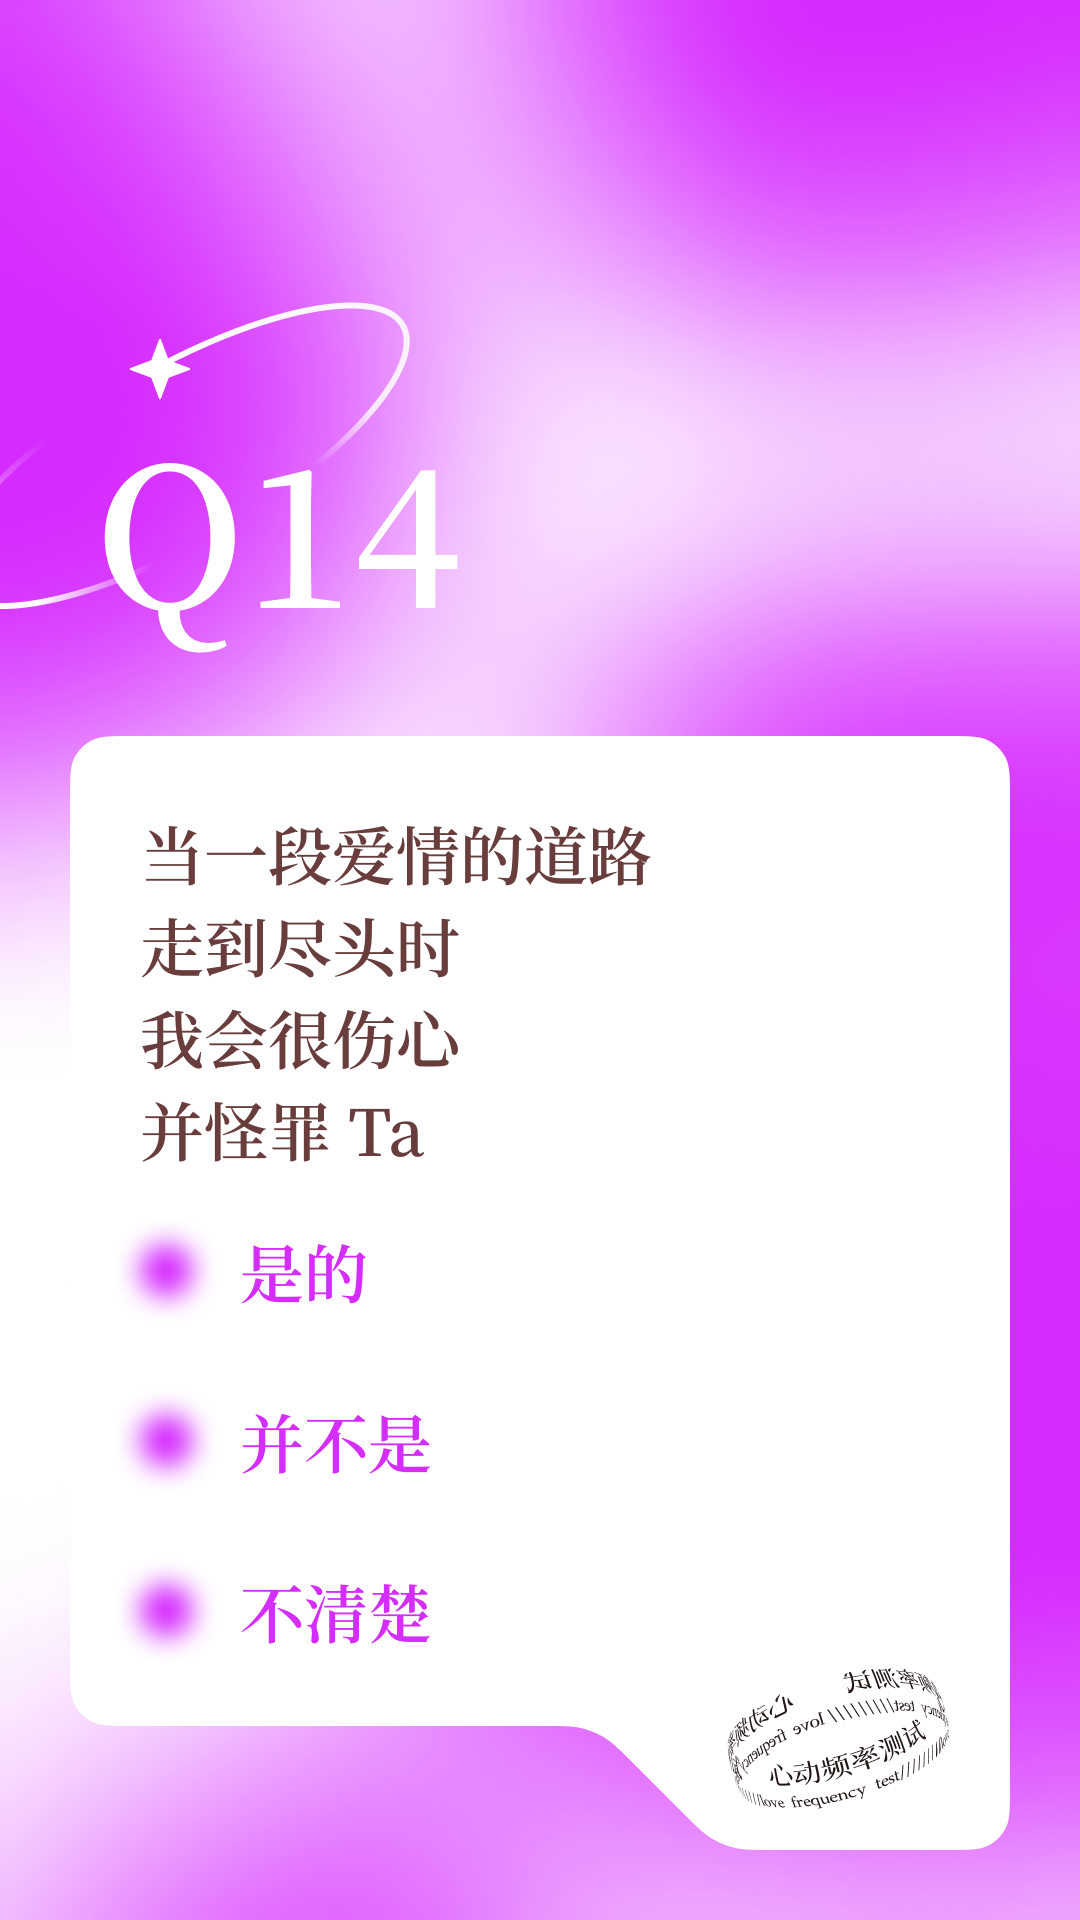 Q14
当一段爱情的道路
走到尽头时
我会很伤心
并怪罪 Ta
是的
并不是
不清楚
心动频率测试
love frequency test
心动频率测试
love frequency test